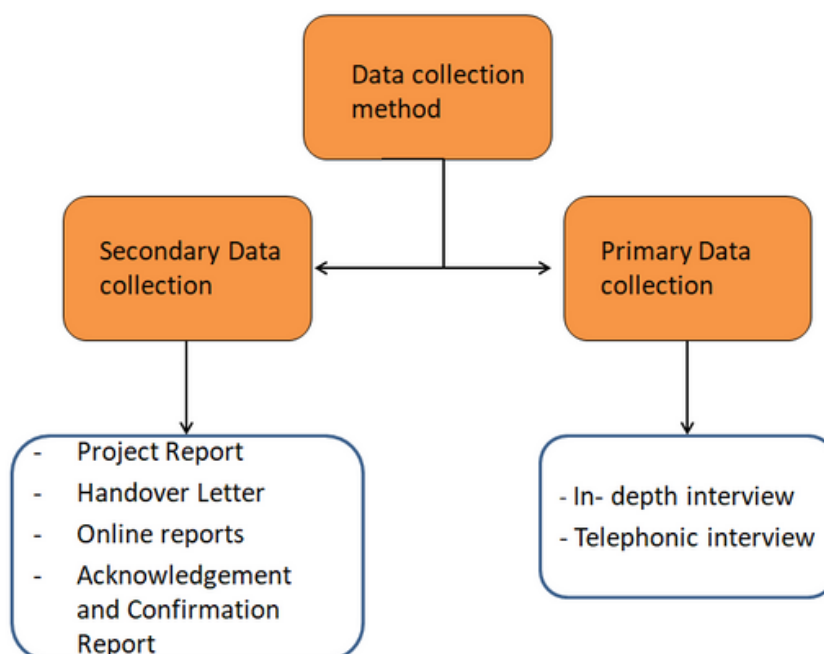 Data collection
method
Secondary Data
collection
Primary Data
collection
- Project Report
- Handover Letter
- Online reports
- Acknowledgement
and Confirmation
Report
- In- depth interview
- Telephonic interview